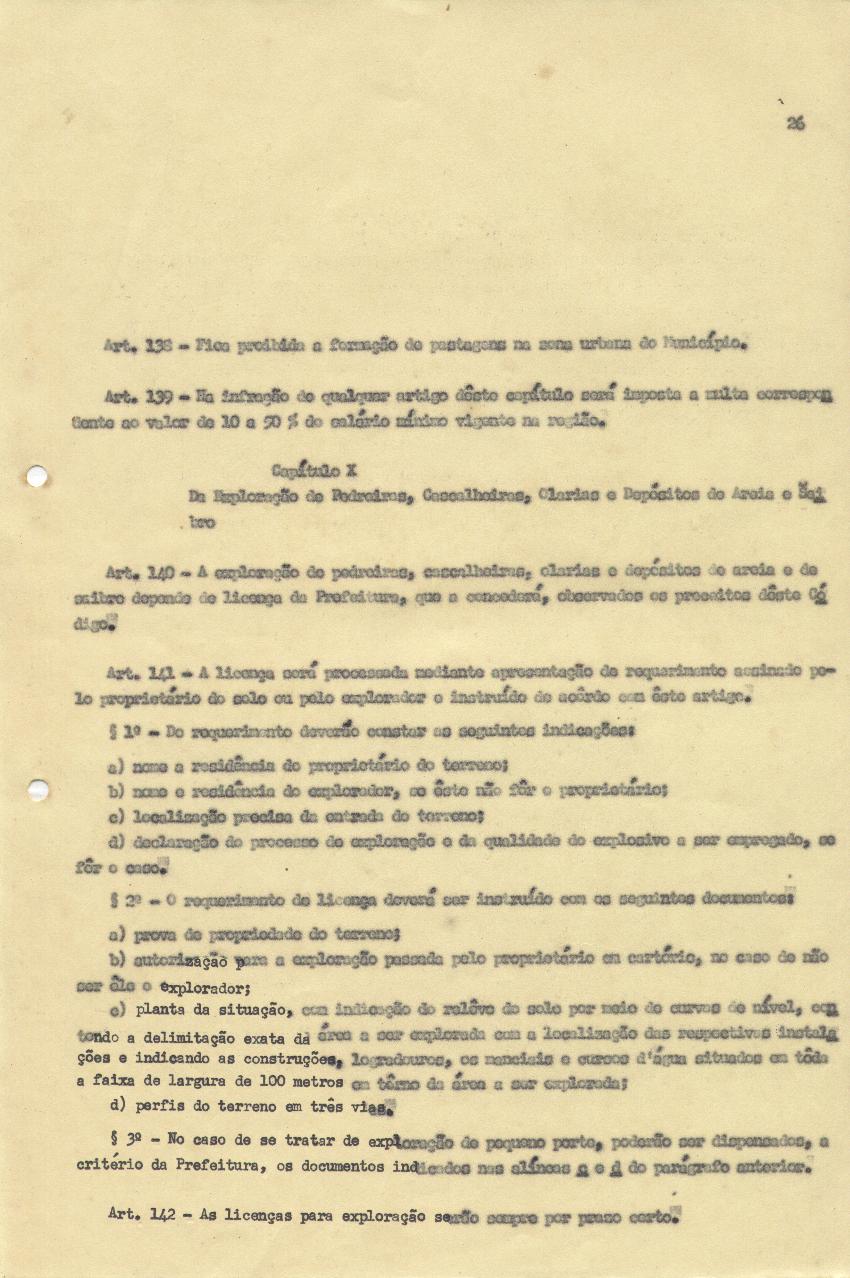 26
Art. 138 - Fica proibida a formação de pastagens na zona urbana do Município.
Art. 139 - Na infração de qualquer artigo dêste capítulo será imposta a multa correspon
dente ao valor de 10 a 50 % do salário mínimo vigente na região.
Capítulo X
Da Exploração de Pedreiras, Cascalheiras, Olarias e Depósitos de Areia e Sai
bro
Art. 140 - A exploração de pedreiras, cascalheiras, olarias e depósitos de areia e de
saibro depende de licença da Prefeitura, que a concederá, observados os preceitos dêste Có
digo.
Art. 141 - A licença será processada mediante apresentação de requerimento assinado pe-
lo proprietário do solo ou pelo explorador e instruído de acôrdo com êste artigo.
§ 1º - Do requerimento deverão constar as seguintes indicações:
a) nome a residência do proprietário do terreno;
b) nome e residência do explorador, se êste não fôr o proprietário;
c) localização precisa da entrada do terreno;
d) declaração do processo de exploração e da qualidade do explosivo a ser empregado, se
fôr o caso.
§ 2º - O requerimento de licença deverá ser instruído com os seguintes documentos:
a) prova de propriedade do terreno;
b) autorização para a exploração passada pelo proprietário em cartório, no caso de não
ser êle o explorador;
c) planta da situação, com indicação do relêvo do solo por meio de curvas de nível, con
tendo a delimitação exata da área a ser explorada com a localização das respectivas instala
ções e indicando as construções, logradouros, os manciais e cursos d'água situados em tôda
a faixa de largura de 100 metros em tôrno da área a ser explorada;
d) perfis do terreno em três vias.
§ 3º - No caso de se tratar de exploração de pequeno porte, poderão ser dispensados, a
critério da Prefeitura, os documentos indicados nas alíneas c e d do parágrafo anterior.
Art. 142 - As licenças para exploração serão sempre por prazo certo.